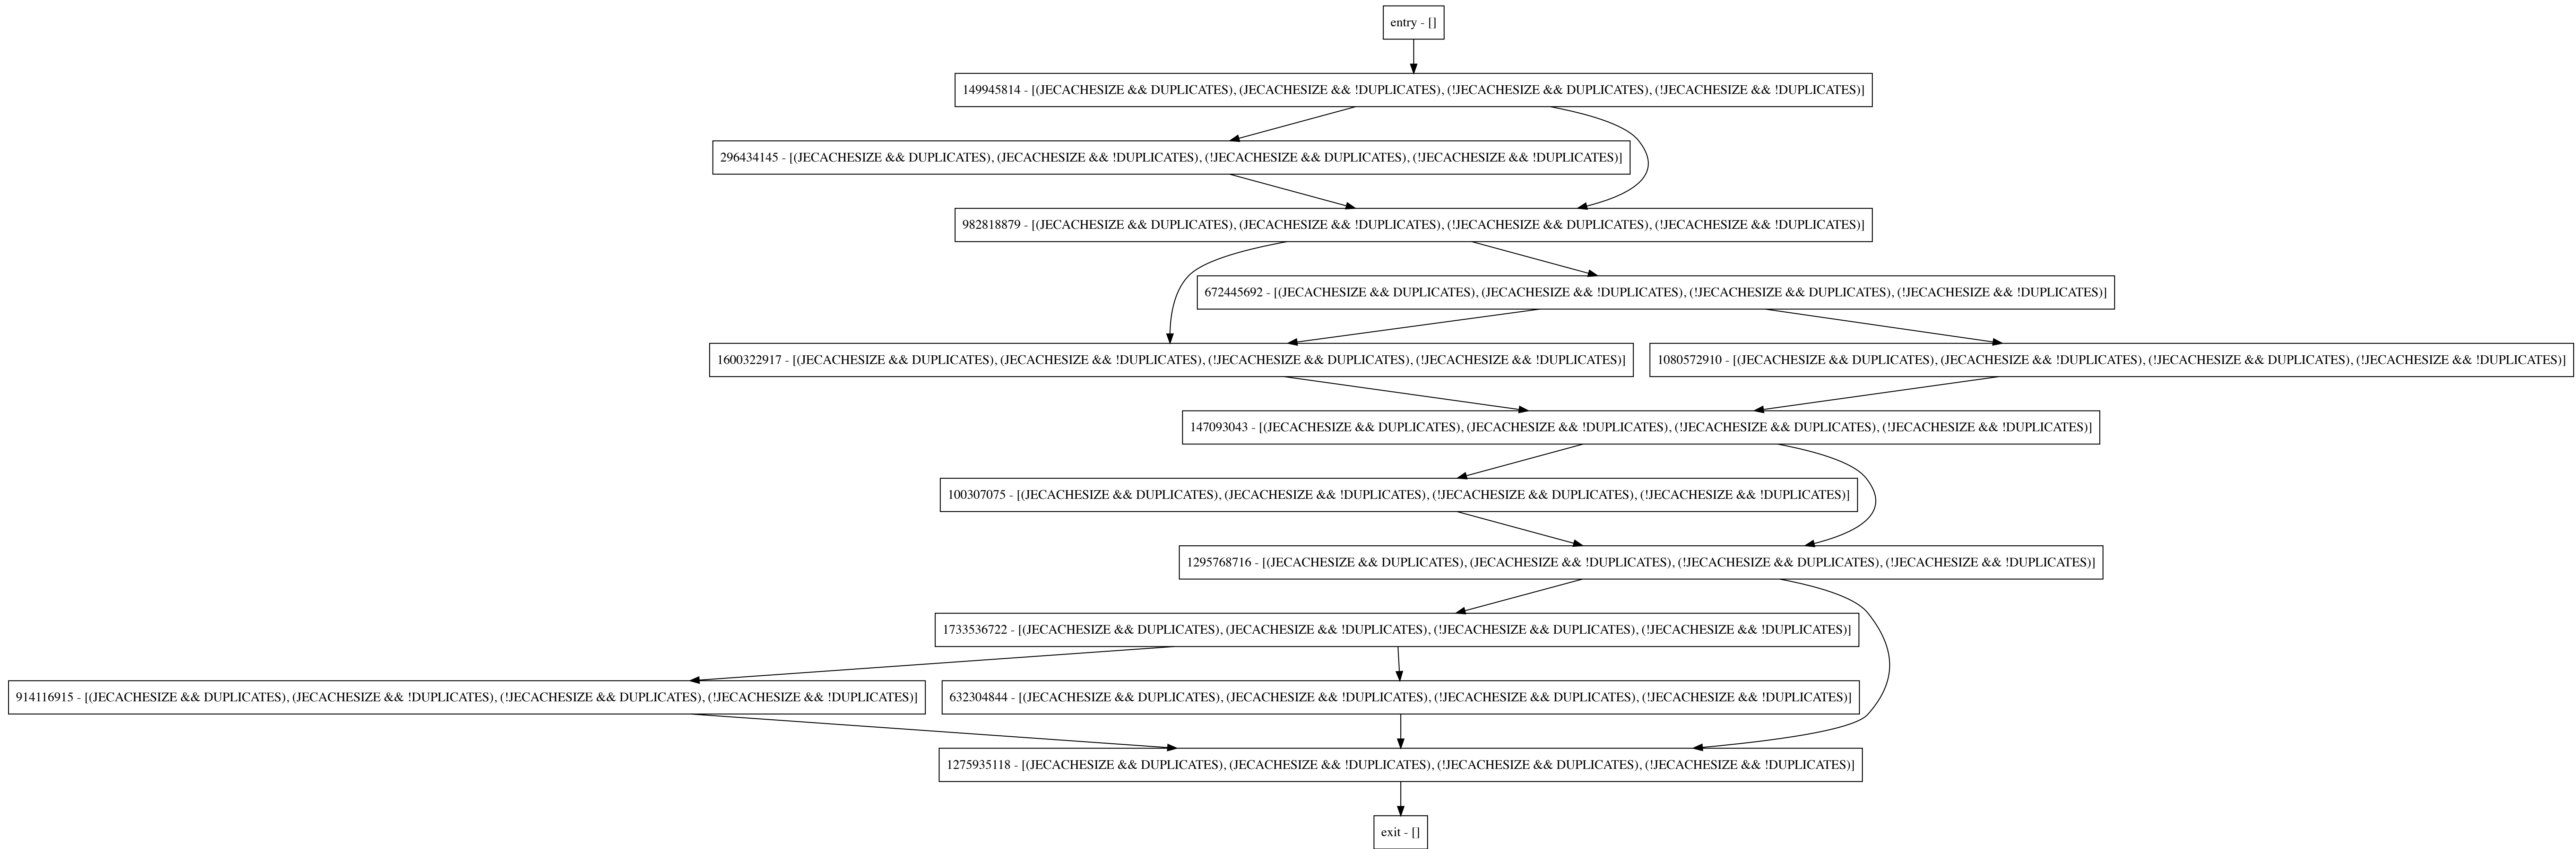 entry - []
149945814 - [(JECACHESIZE && DUPLICATES), (JECACHESIZE && !DUPLICATES), (!JECACHESIZE && DUPLICATES), (!JECACHESIZE && !DUPLICATES)]
296434145 - [(JECACHESIZE && DUPLICATES), (JECACHESIZE && !DUPLICATES), (!JECACHESIZE && DUPLICATES), (!JECACHESIZE && !DUPLICATES)]
982818879 - [(JECACHESIZE && DUPLICATES), (JECACHESIZE && !DUPLICATES), (!JECACHESIZE && DUPLICATES), (!JECACHESIZE && !DUPLICATES)]
672445692 - [(JECACHESIZE && DUPLICATES), (JECACHESIZE && !DUPLICATES), (!JECACHESIZE && DUPLICATES), (!JECACHESIZE && !DUPLICATES)]
1600322917 - [(JECACHESIZE && DUPLICATES), (JECACHESIZE && !DUPLICATES), (!JECACHESIZE && DUPLICATES), (!JECACHESIZE && !DUPLICATES)]
1080572910 - [(JECACHESIZE && DUPLICATES), (JECACHESIZE && !DUPLICATES), (!JECACHESIZE && DUPLICATES), (!JECACHESIZE && !DUPLICATES)]
147093043 - [(JECACHESIZE && DUPLICATES), (JECACHESIZE && !DUPLICATES), (!JECACHESIZE && DUPLICATES), (!JECACHESIZE && !DUPLICATES)]
100307075 - [(JECACHESIZE && DUPLICATES), (JECACHESIZE && !DUPLICATES), (!JECACHESIZE && DUPLICATES), (!JECACHESIZE && !DUPLICATES)]
1295768716 - [(JECACHESIZE && DUPLICATES), (JECACHESIZE && !DUPLICATES), (!JECACHESIZE && DUPLICATES), (!JECACHESIZE && !DUPLICATES)]
1733536722 - [(JECACHESIZE && DUPLICATES), (JECACHESIZE && !DUPLICATES), (!JECACHESIZE && DUPLICATES), (!JECACHESIZE && !DUPLICATES)]
914116915 - [(JECACHESIZE && DUPLICATES), (JECACHESIZE && !DUPLICATES), (!JECACHESIZE && DUPLICATES), (!JECACHESIZE && !DUPLICATES)]
632304844 - [(JECACHESIZE && DUPLICATES), (JECACHESIZE && !DUPLICATES), (!JECACHESIZE && DUPLICATES), (!JECACHESIZE && !DUPLICATES)]
1275935118 - [(JECACHESIZE && DUPLICATES), (JECACHESIZE && !DUPLICATES), (!JECACHESIZE && DUPLICATES), (!JECACHESIZE && !DUPLICATES)]
exit - []